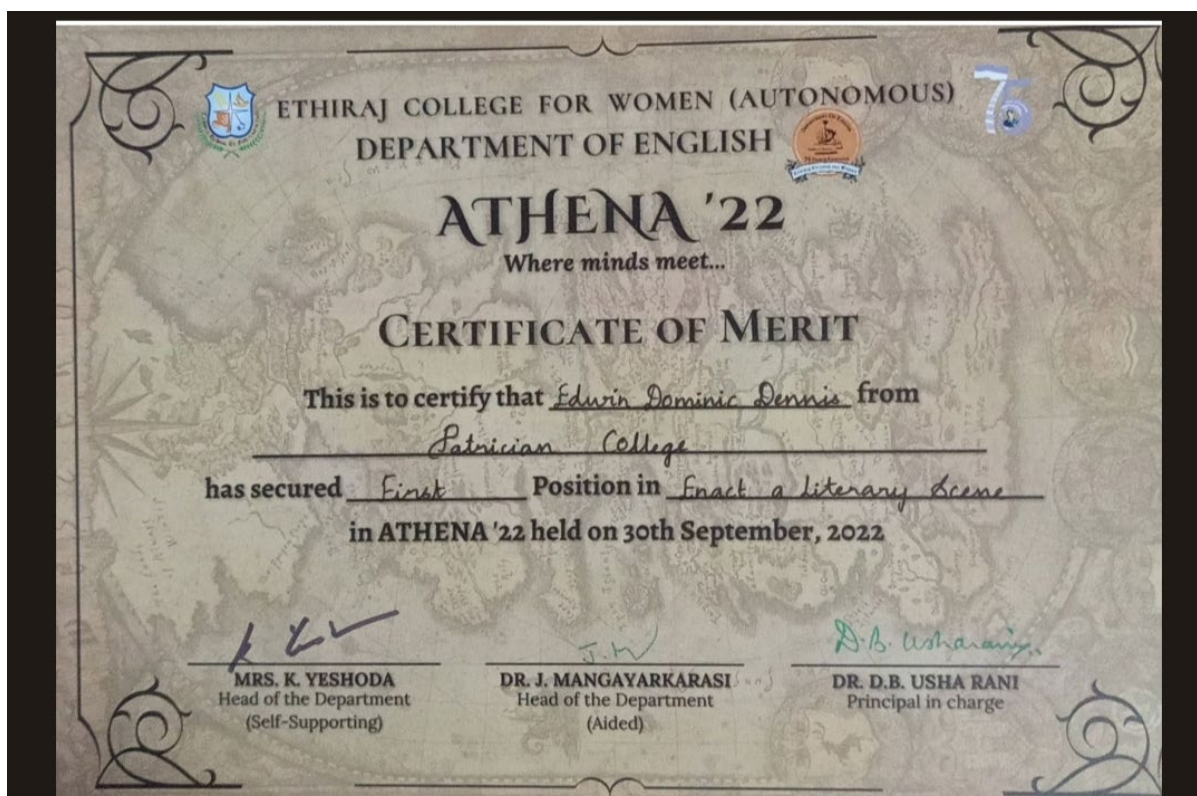 ETHIRAJ COLLEGE FOR WOMEN (AUTONOMOUS)
75
DEPARTMENT OF ENGLISH
ATHENA '22
Where minds meet...
CERTIFICATE OF MERIT
This is to certify that Edwin Dominic Dennis from
Patrician College
has secured First Position in Enact a Literary Scene
in ATHENA '22 held on 30th September, 2022
D.B. Usharani
MRS. K. YESHODA
Head of the Department
(Self-Supporting)
DR. J. MANGAYARKARASI
Head of the Department
(Aided)
DR. D.B. USHA RANI
Principal in charge